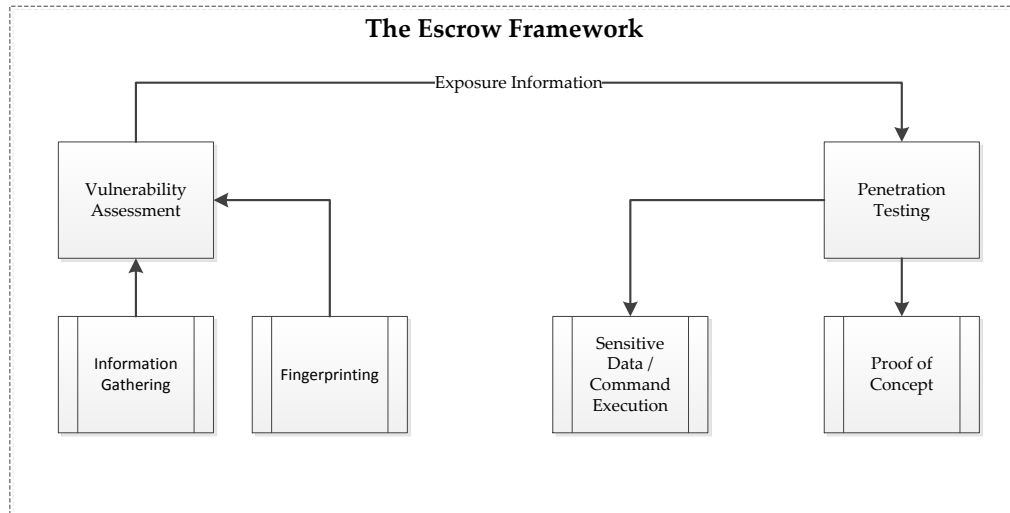 The Escrow Framework
Exposure Information
Vulnerability
Assessment
Penetration
Testing
Information
Gathering
Fingerprinting
Sensitive
Data /
Command
Execution
Proof of
Concept